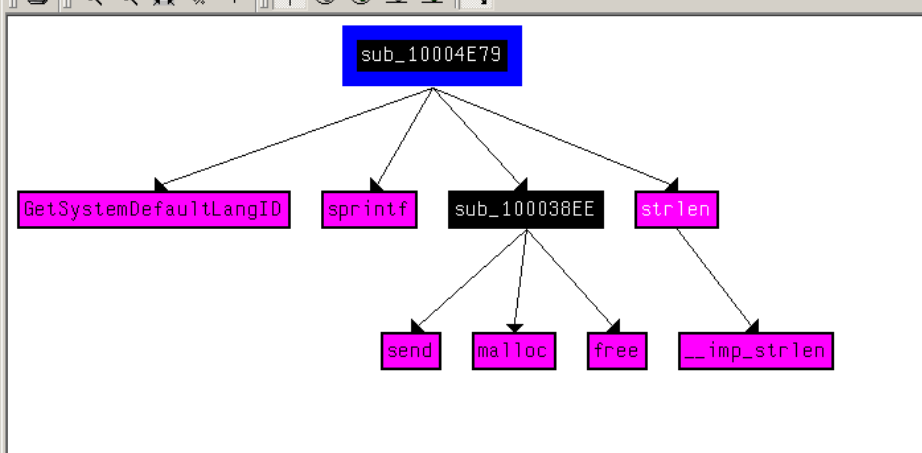 sub_10004E79
GetSystemDefaultLangID
sprintf
sub_100038EE
strlen
send
malloc
free
__imp_strlen